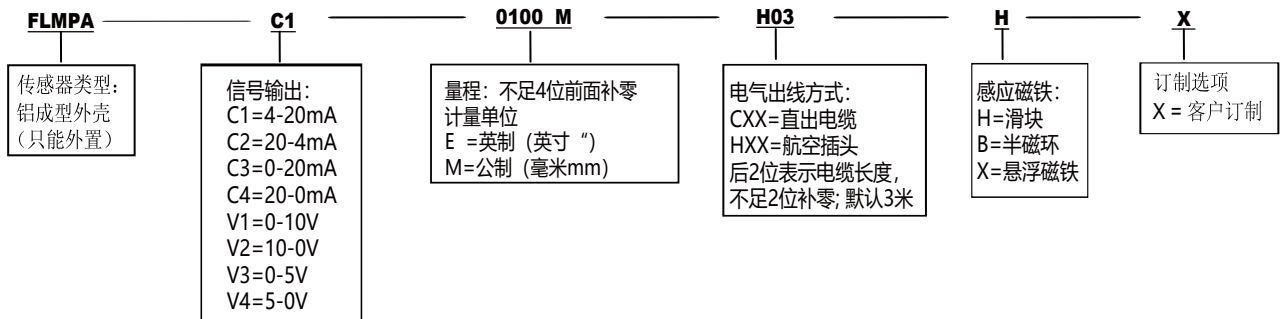 FLMPA
C1
0100 M
H03
H
X
传感器类型：
铝成型外壳
（只能外置）
信号输出：
C1=4-20mA
C2=20-4mA
C3=0-20mA
C4=20-0mA
V1=0-10V
V2=10-0V
V3=0-5V
V4=5-0V
量程：不足4位前面补零
计量单位
E =英制（英寸“）
M=公制（毫米mm）
电气出线方式：
CXX=直出电缆
HXX=航空插头
后2位表示电缆长度，
不足2位补零; 默认3米
感应磁铁：
H=滑块
B=半磁环
X=悬浮磁铁
订制选项
X = 客户订制